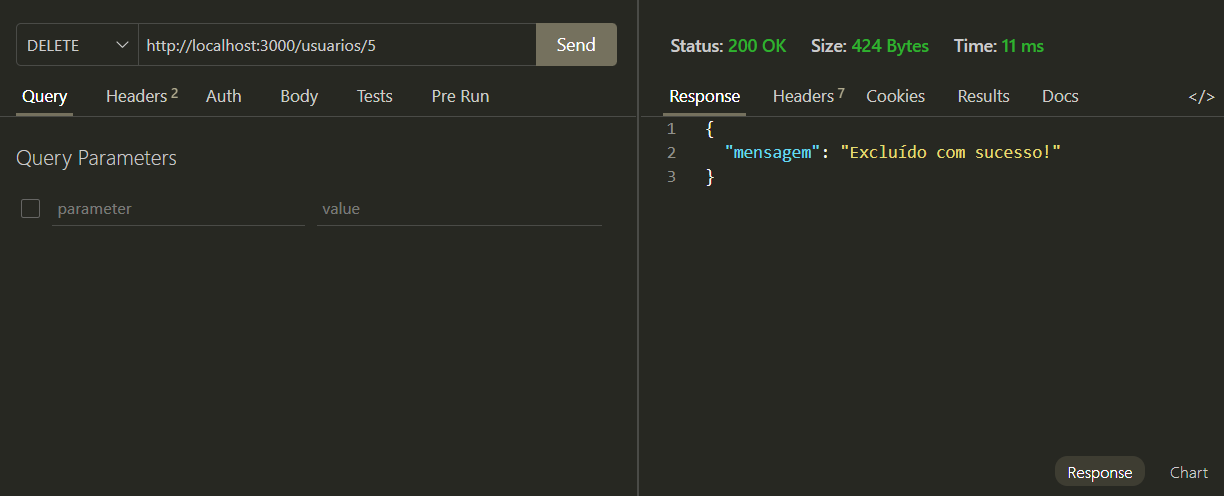 DELETE http://localhost:3000/usuarios/5 Send
Query Headers 2 Auth Body Tests Pre Run
Query Parameters
parameter value
Status: 200 OK Size: 424 Bytes Time: 11 ms
Response Headers 7 Cookies Results Docs </>
1 {
2 "mensagem": "Excluído com sucesso!"
3 }
Response Chart